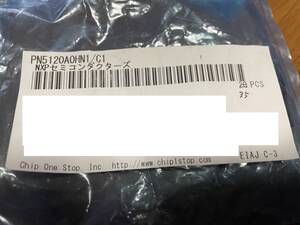 PN5120A0HN1/C1
NXPセミコンダクターズ
PCS
35
EIAJ C-3
Chip One Stop, Inc http://www.chip1stop.com/